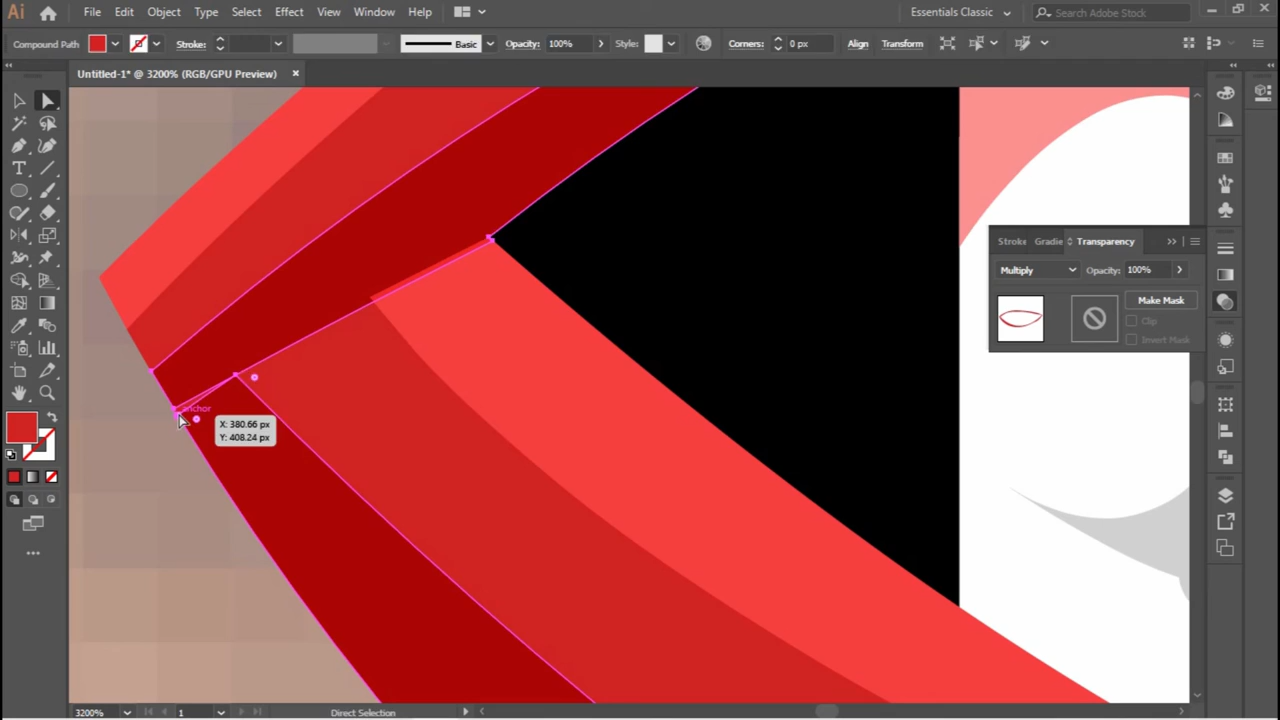 Ai File Edit Object Type Select Effect View Window Help Essentials Classic Search Adobe Stock
Compound Path Stroke: Basic Opacity: 100% Style: Corners: 0 px Align Transform
Untitled-1* @ 3200% (RGB/GPU Preview) ×
Stroke Gradie Transparency
Multiply Opacity: 100%
Make Mask
Clip
Invert Mask
anchor
X: 380.66 px
Y: 408.24 px
3200% 1 Direct Selection